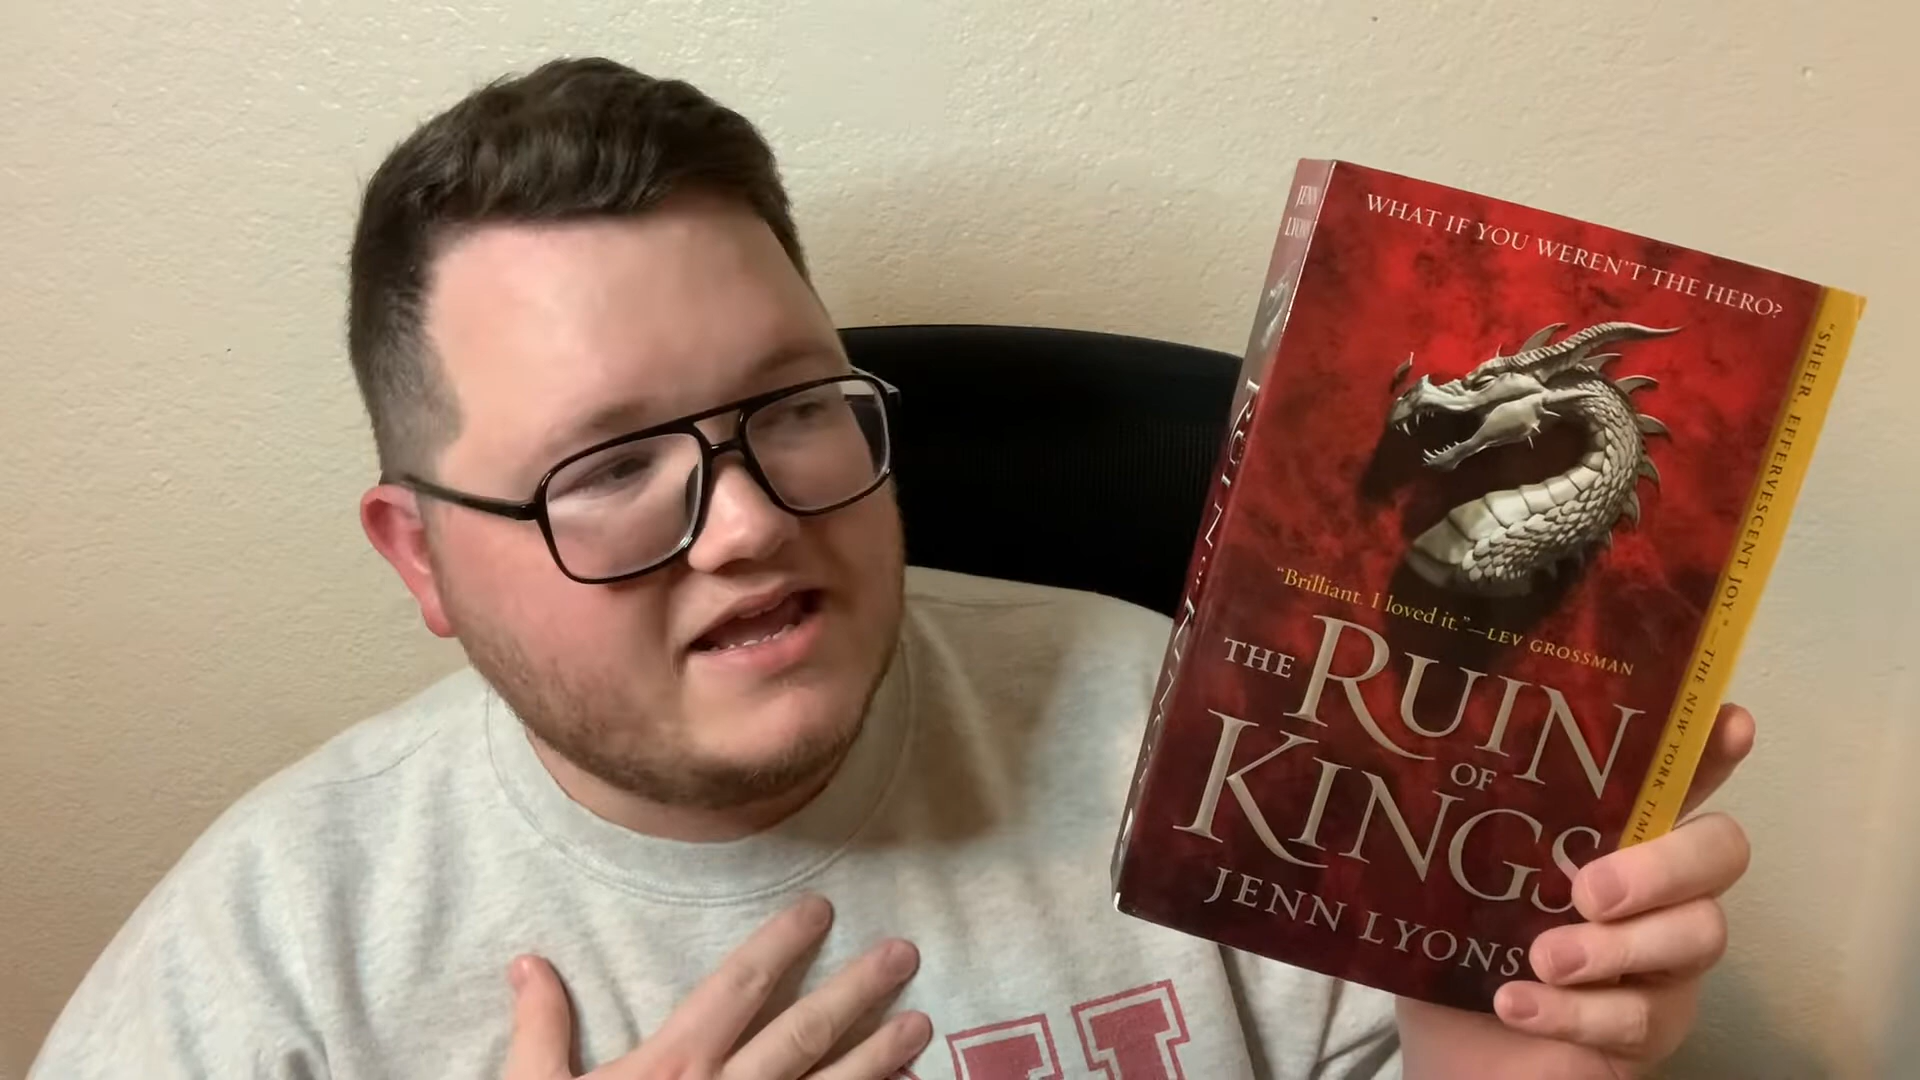 WHAT IF YOU WEREN'T THE HERO?
"Brilliant. I loved it."—LEV GROSSMAN
THE RUIN
OF
KINGS
JENN LYONS
"SHEER, EFFERVESCENT JOY."—THE NEW YORK
JENN
LYONS